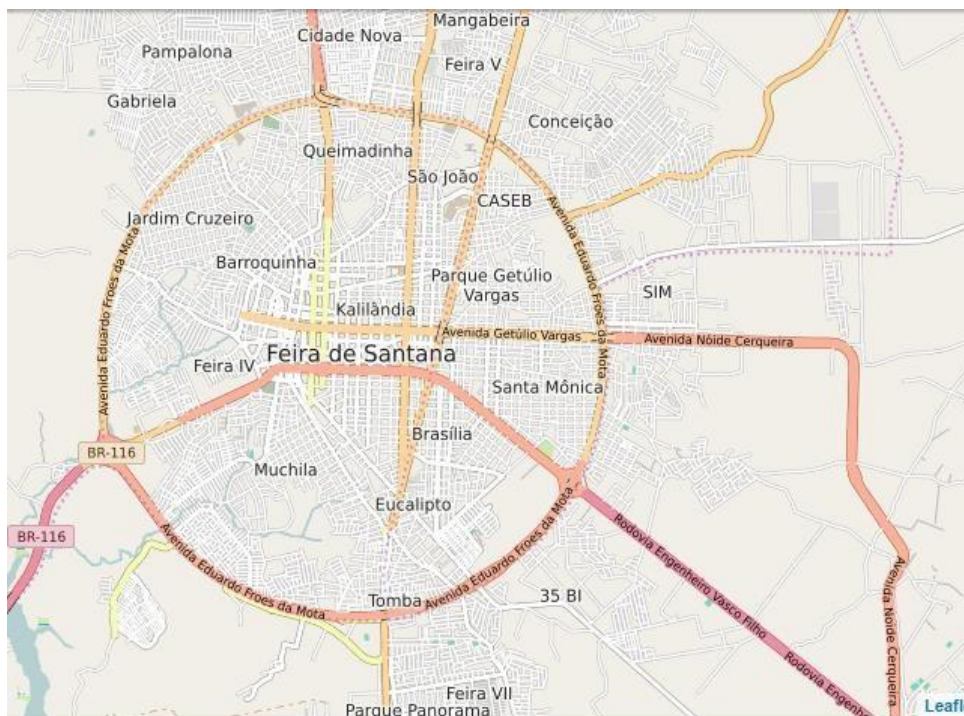 Mangabeira
Cidade Nova
Pampalona
Feira V
Gabriela
Conceição
Queimadinha
São João
CASEB
Jardim Cruzeiro
Avenida Eduardo Froes da Mota
Avenida Eduardo Froes da Mota
Barroquinha
Parque Getúlio
Vargas
SIM
Kalilàndia
Avenida Getúlio Vargas
Avenida Nóide Cerqueira
Feira de Santana
Feira IV
Santa Mônica
Brasília
BR-116
Muchila
Eucalipto
BR-116
Avenida Eduardo Froes da Mota
Avenida Eduardo Froes da Mota
Rodovia Engenheiro Vasco Filho
Avenida Nóide Cerqueira
35 BI
Tomba
Rodovia Engenhe
Feira VII
Parque Panorama
Leafl